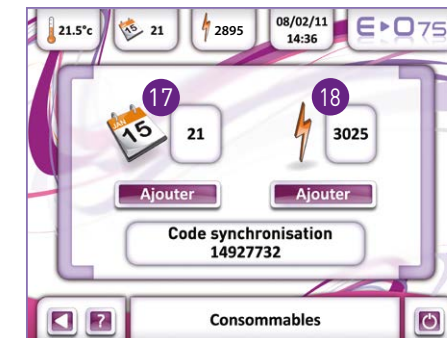 21.5°c 21 2895 08/02/11 E▶O 75
14:36
17 18
JAN
15 21 3025
Ajouter Ajouter
Code synchronisation
14927732
? Consommables